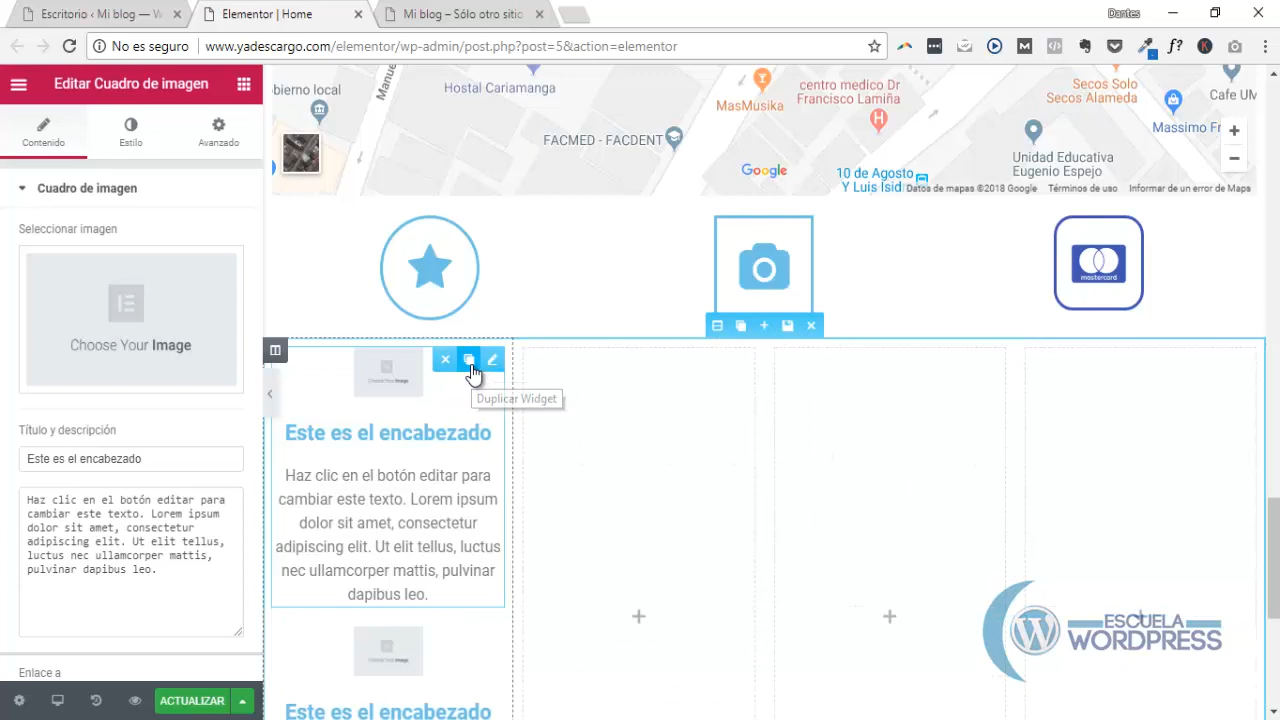 Escritorio ‹ Mi blog — W
Elementor | Home
Mi blog – Sólo otro sitio
Dantes
No es seguro
www.yadescargo.com/elementor/wp-admin/post.php?post=5&action=elementor
Editar Cuadro de imagen
Contenido
Estilo
Avanzado
Cuadro de imagen
Seleccionar imagen
Choose Your Image
Título y descripción
Este es el encabezado
Haz clic en el botón editar para
cambiar este texto. Lorem ipsum
dolor sit amet, consectetur
adipiscing elit. Ut elit tellus,
luctus nec ullamcorper mattis,
pulvinar dapibus leo.
Enlace a
ACTUALIZAR
bierno local
Manue
Hostal Cariamanga
MasMusika
centro medico Dr
Francisco Lamiña
Secos Solo
Secos Alameda
Cafe UM
Massimo Fr
FACMED - FACDENT
Unidad Educativa
Eugenio Espejo
Google
10 de Agosto
Y Luis Isid
Datos de mapas ©2018 Google
Términos de uso
Informar de un error de Maps
mastercard
Choose Your Image
Duplicar Widget
Este es el encabezado
Haz clic en el botón editar para
cambiar este texto. Lorem ipsum
dolor sit amet, consectetur
adipiscing elit. Ut elit tellus, luctus
nec ullamcorper mattis, pulvinar
dapibus leo.
Choose Your Image
Este es el encabezado
ESCUELA
WORDPRESS